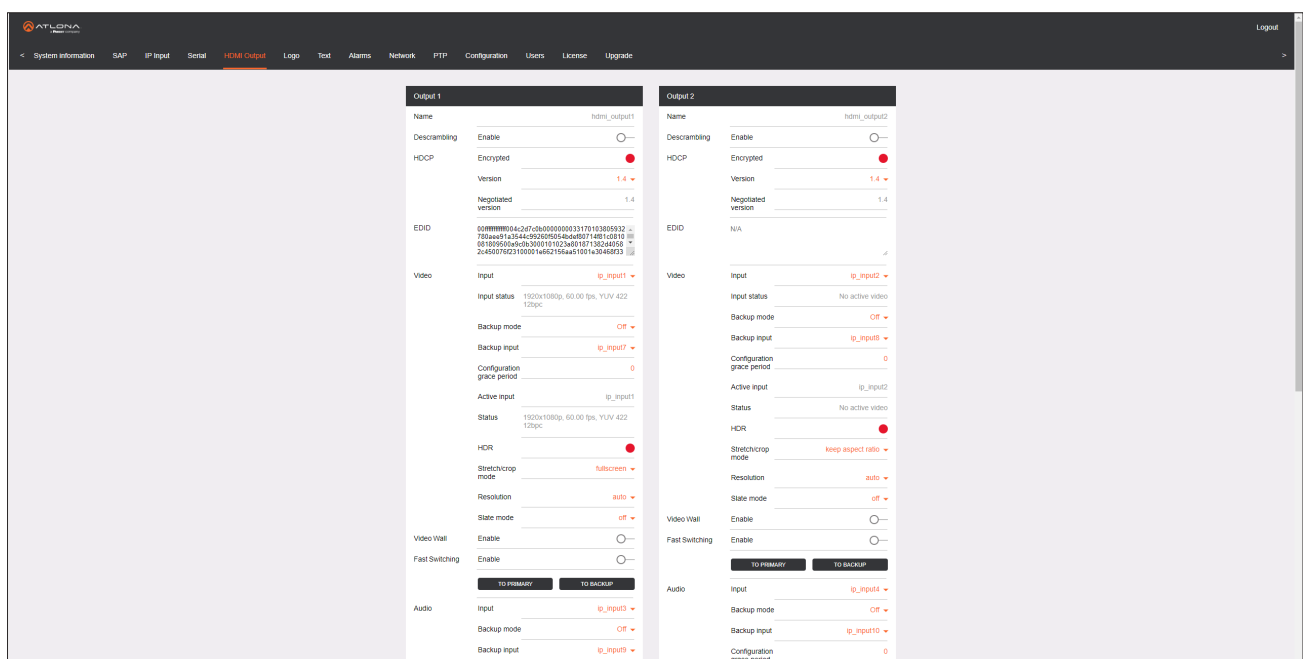 ATLONA
Logout
< System information SAP IP Input Serial HDMI Output Logo Text Alarms Network PTP Configuration Users License Upgrade >
Output 1
Name hdmi_output1
Descrambling Enable
HDCP Encrypted
Version 1.4
Negotiated
version 1.4
EDID
Video Input ip_input1
Input status 1920x1080p, 60.00 fps, YUV 422
12bpc
Backup mode Off
Backup input ip_input7
Configuration
grace period 0
Active input ip_input1
Status 1920x1080p, 60.00 fps, YUV 422
12bpc
HDR
Stretch/crop
mode fullscreen
Resolution auto
Slate mode off
Video Wall Enable
Fast Switching Enable
TO PRIMARY TO BACKUP
Audio Input ip_input3
Backup mode Off
Backup input ip_input9
Output 2
Name hdmi_output2
Descrambling Enable
HDCP Encrypted
Version 1.4
Negotiated
version 1.4
EDID N/A
Video Input ip_input2
Input status No active video
Backup mode Off
Backup input ip_input8
Configuration
grace period 0
Active input ip_input2
Status No active video
HDR
Stretch/crop
mode keep aspect ratio
Resolution auto
Slate mode off
Video Wall Enable
Fast Switching Enable
TO PRIMARY TO BACKUP
Audio Input ip_input4
Backup mode Off
Backup input ip_input10
Configuration 0
grace period